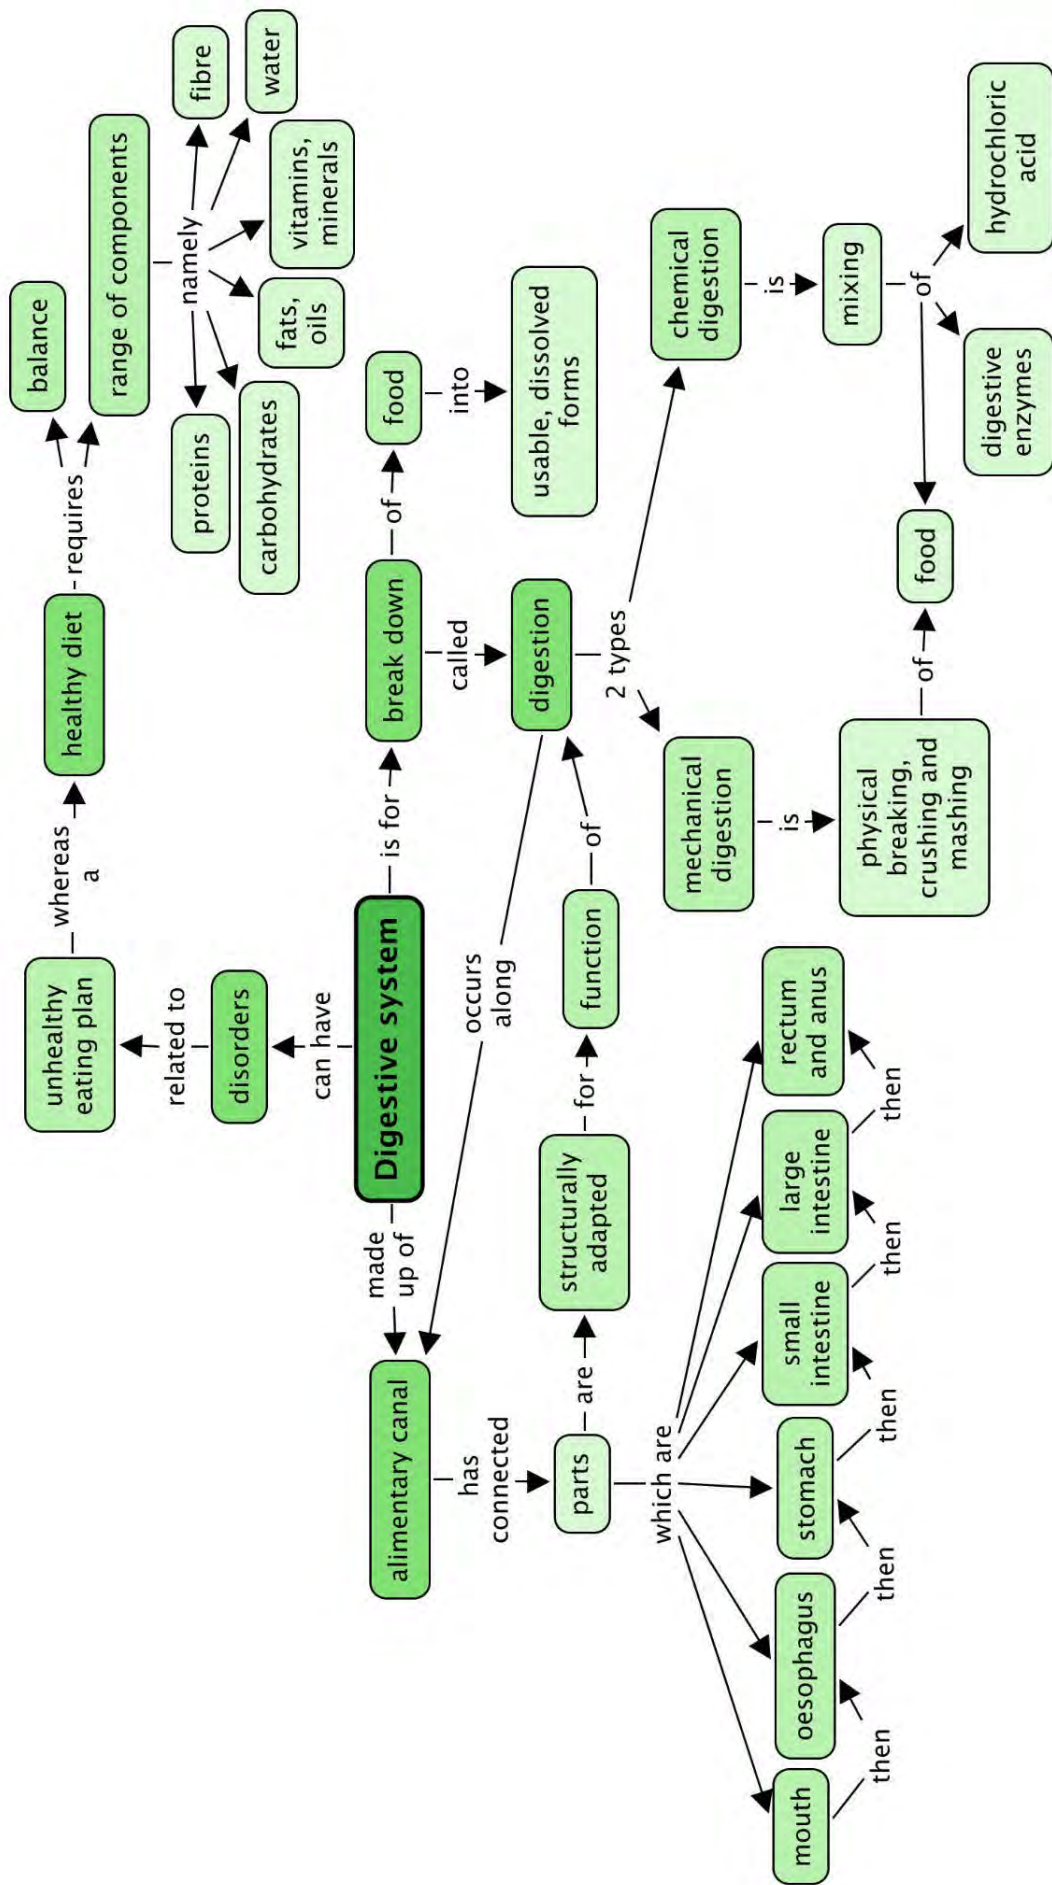 unhealthy
eating plan
whereas
a
healthy diet
requires
balance
range of components
namely
proteins
carbohydrates
fats,
oils
vitamins,
minerals
water
fibre
related to
disorders
can have
Digestive system
is for
break down
of
food
into
usable, dissolved
forms
called
digestion
made
up of
alimentary canal
occurs
along
has
connected
parts
are
structurally
adapted
for
function
of
2 types
mechanical
digestion
is
physical
breaking,
crushing and
mashing
of
food
chemical
digestion
is
mixing
of
digestive
enzymes
hydrochloric
acid
which are
mouth
then
oesophagus
then
stomach
then
small
intestine
then
large
intestine
then
rectum
and anus